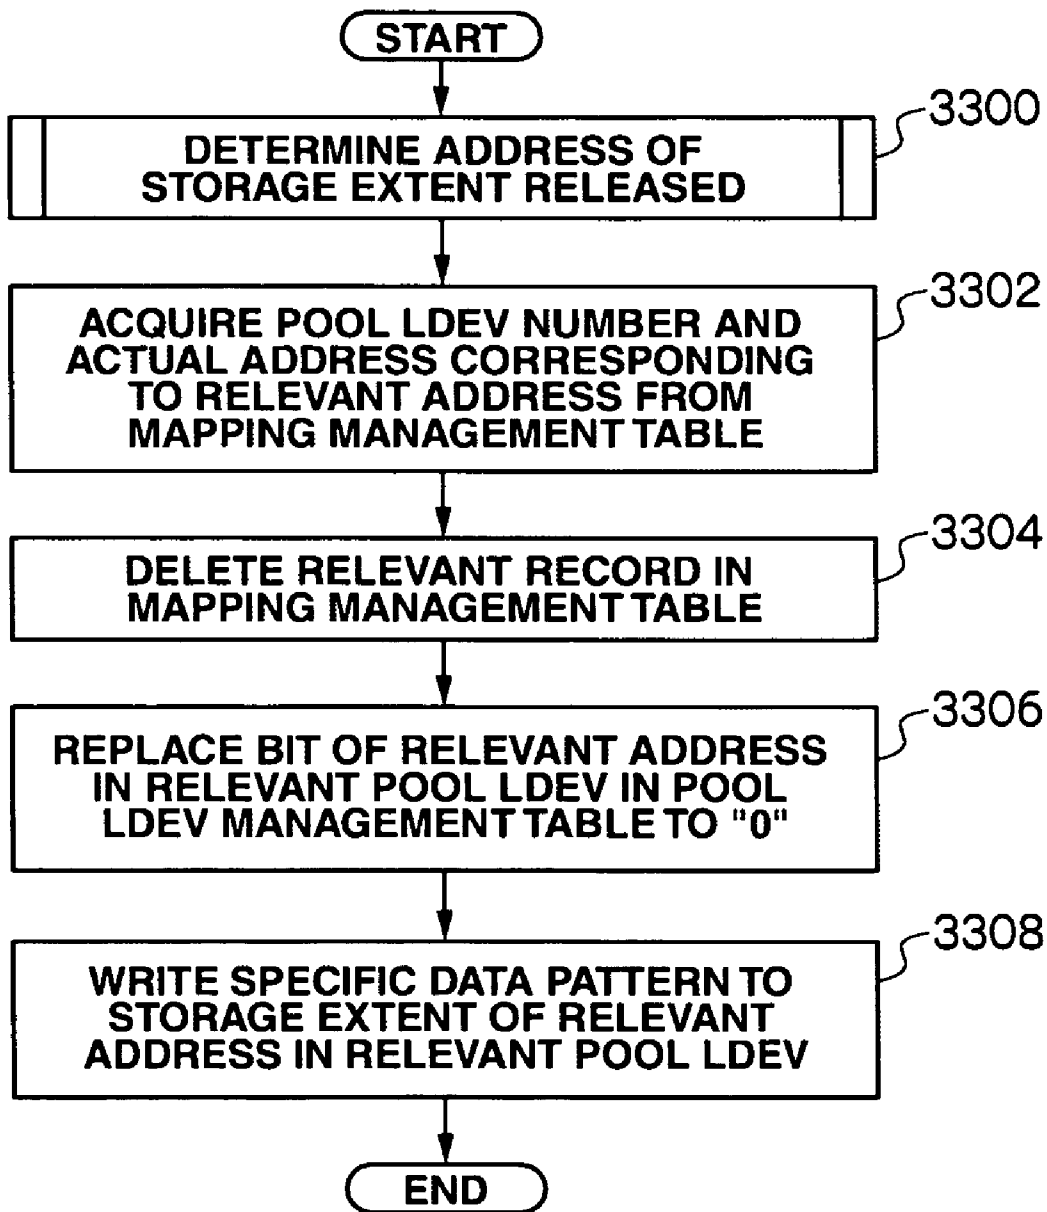 START
3300
DETERMINE ADDRESS OF
STORAGE EXTENT RELEASED
3302
ACQUIRE POOL LDEV NUMBER AND
ACTUAL ADDRESS CORRESPONDING
TO RELEVANT ADDRESS FROM
MAPPING MANAGEMENT TABLE
3304
DELETE RELEVANT RECORD IN
MAPPING MANAGEMENT TABLE
3306
REPLACE BIT OF RELEVANT ADDRESS
IN RELEVANT POOL LDEV IN POOL
LDEV MANAGEMENT TABLE TO "0"
3308
WRITE SPECIFIC DATA PATTERN TO
STORAGE EXTENT OF RELEVANT
ADDRESS IN RELEVANT POOL LDEV
END